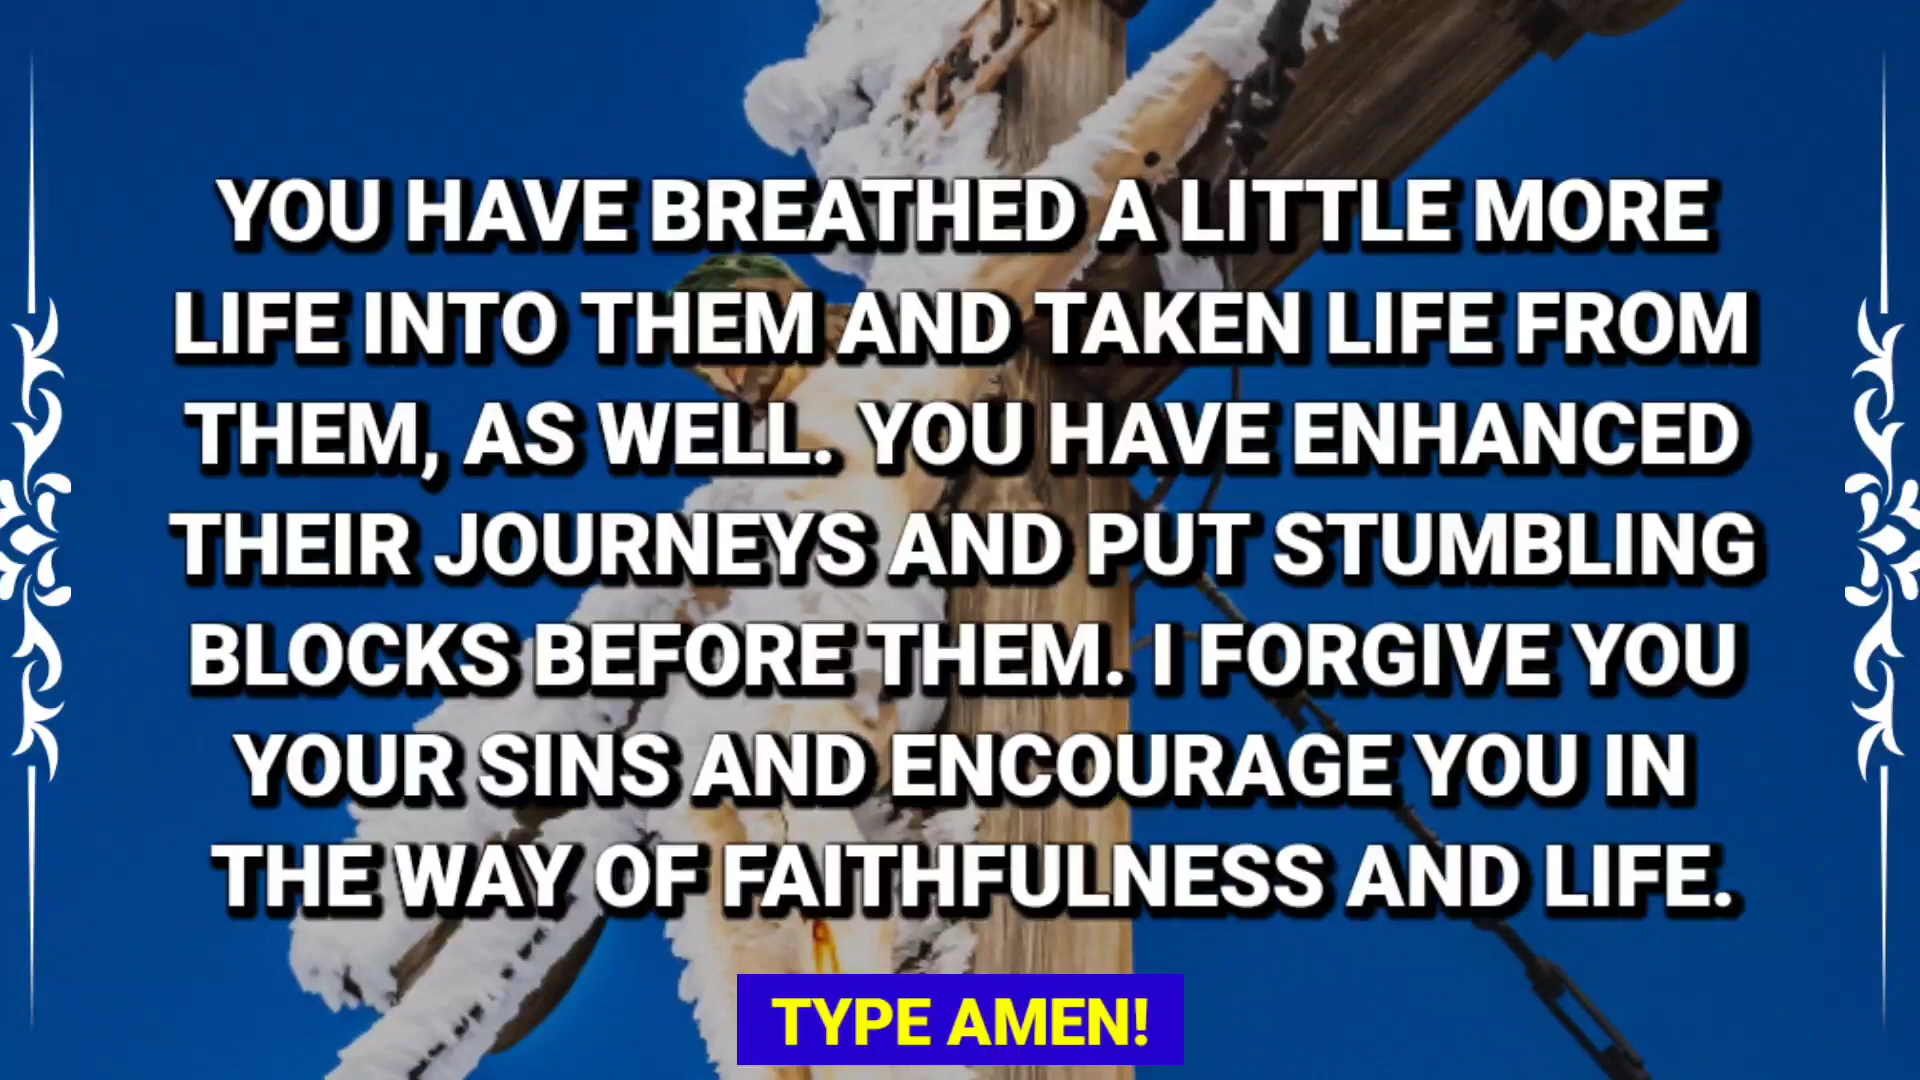 YOU HAVE BREATHED A LITTLE MORE
LIFE INTO THEM AND TAKEN LIFE FROM
THEM, AS WELL. YOU HAVE ENHANCED
THEIR JOURNEYS AND PUT STUMBLING
BLOCKS BEFORE THEM. I FORGIVE YOU
YOUR SINS AND ENCOURAGE YOU IN
THE WAY OF FAITHFULNESS AND LIFE.
TYPE AMEN!